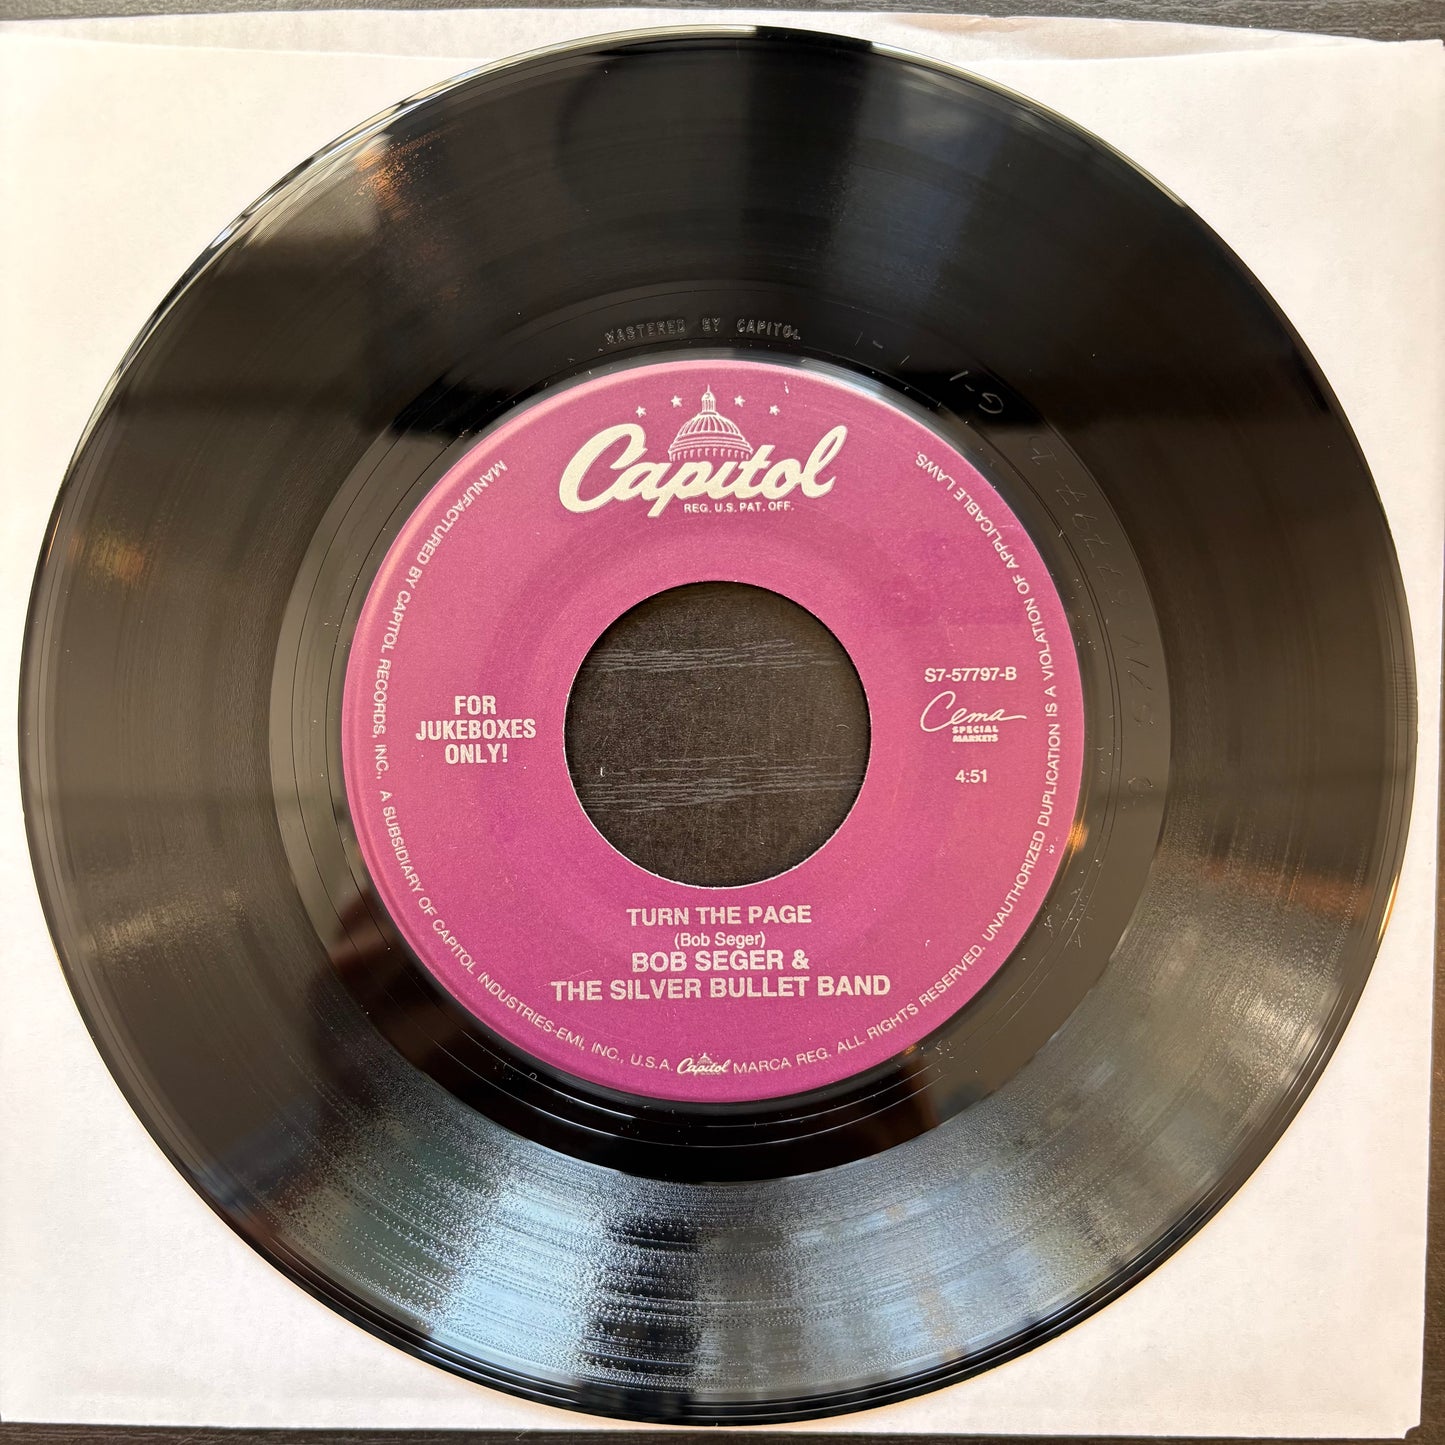 MASTERED BY CAPITOL
Capitol
REG. U.S. PAT. OFF.
FOR
JUKEBOXES
ONLY!
S7-57797-B
Cema
SPECIAL
MARKETS
4:51
TURN THE PAGE
(Bob Seger)
BOB SEGER &
THE SILVER BULLET BAND
MANUFACTURED BY CAPITOL RECORDS, INC., A SUBSIDIARY OF CAPITOL INDUSTRIES-EMI, INC., U.S.A. Capitol MARCA REG. ALL RIGHTS RESERVED. UNAUTHORIZED DUPLICATION IS A VIOLATION OF APPLICABLE LAWS.